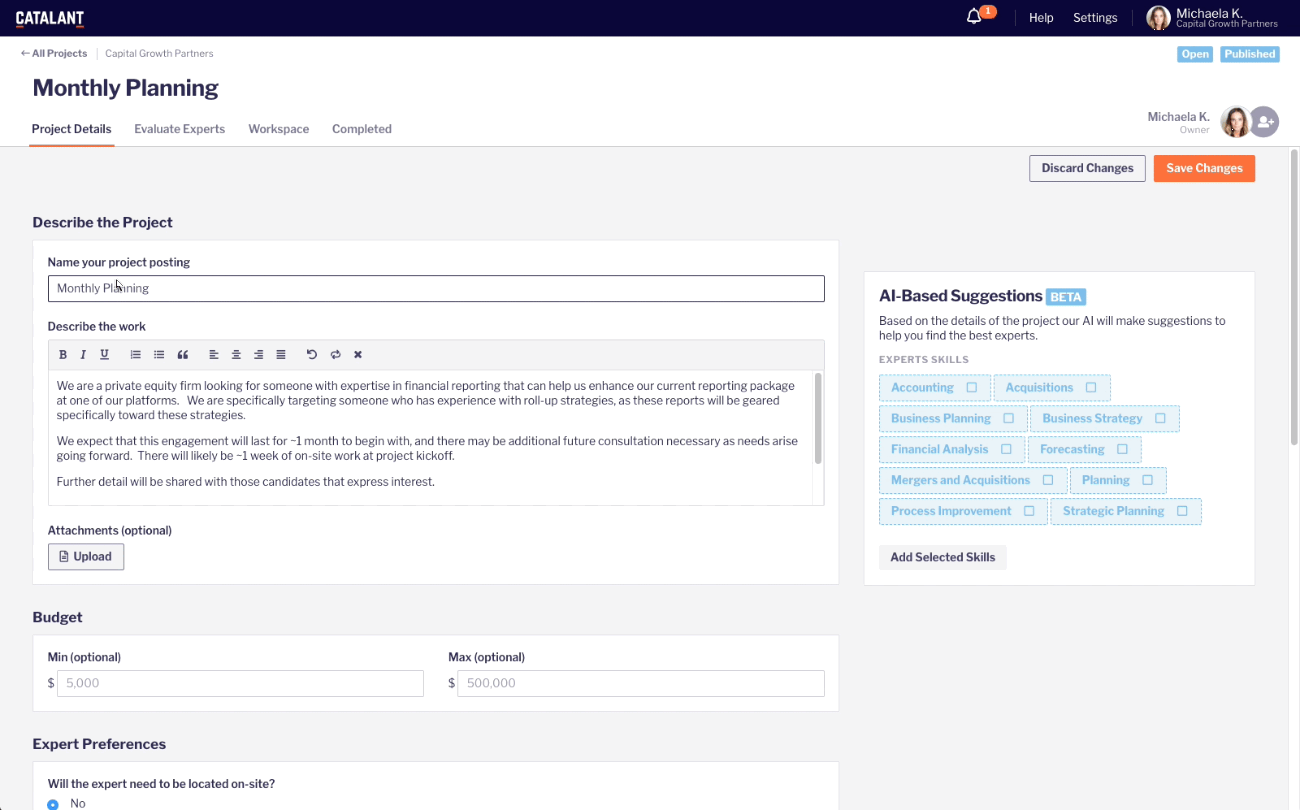 CATALANT
1
Help
Settings
Michaela K.
Capital Growth Partners
← All Projects
Capital Growth Partners
Open
Published
Monthly Planning
Project Details
Evaluate Experts
Workspace
Completed
Michaela K.
Owner
Discard Changes
Save Changes
Describe the Project
Name your project posting
Monthly Planning
Describe the work
B I U
We are a private equity firm looking for someone with expertise in financial reporting that can help us enhance our current reporting package
at one of our platforms. We are specifically targeting someone who has experience with roll-up strategies, as these reports will be geared
specifically toward these strategies.
We expect that this engagement will last for ~1 month to begin with, and there may be additional future consultation necessary as needs arise
going forward. There will likely be ~1 week of on-site work at project kickoff.
Further detail will be shared with those candidates that express interest.
Attachments (optional)
Upload
AI-Based Suggestions BETA
Based on the details of the project our AI will make suggestions to
help you find the best experts.
EXPERTS SKILLS
Accounting
Acquisitions
Business Planning
Business Strategy
Financial Analysis
Forecasting
Mergers and Acquisitions
Planning
Process Improvement
Strategic Planning
Add Selected Skills
Budget
Min (optional)
$ 5,000
Max (optional)
$ 500,000
Expert Preferences
Will the expert need to be located on-site?
No